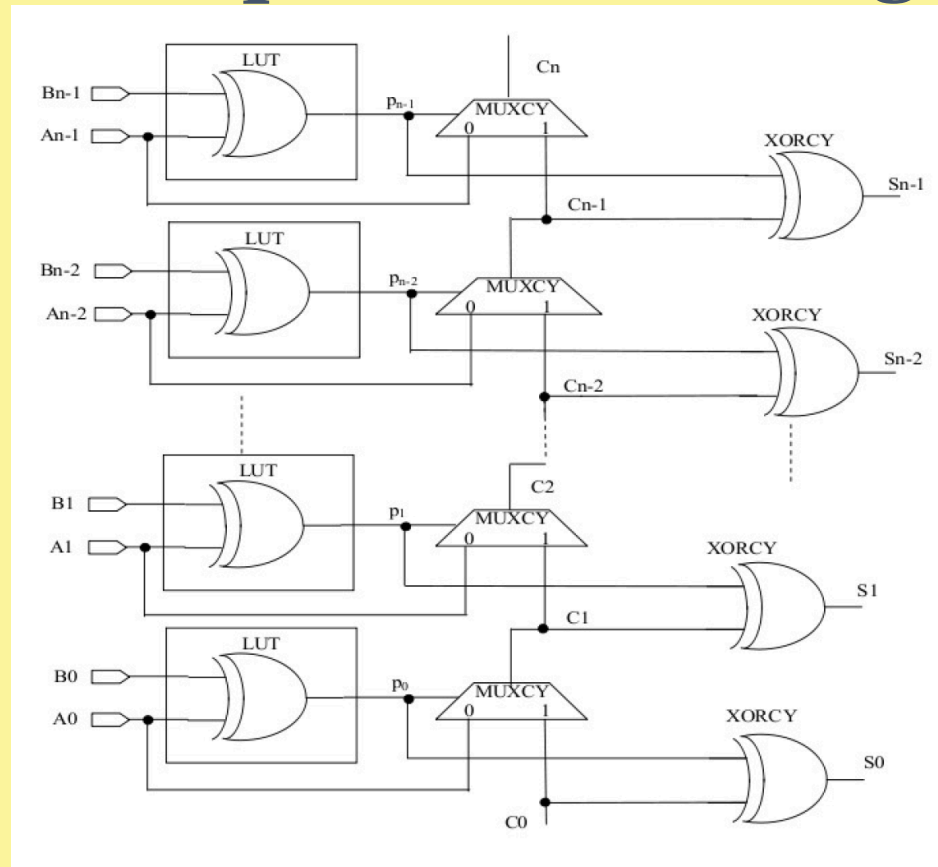 Cn
LUT
Bn-1
pn-1
MUXCY
An-1
0 1
XORCY
Sn-1
Cn-1
LUT
Bn-2
pn-2
MUXCY
An-2
0 1
XORCY
Sn-2
Cn-2
LUT
C2
B1
p1
MUXCY
A1
0 1
XORCY
S1
C1
LUT
B0
p0
MUXCY
A0
0 1
XORCY
S0
C0